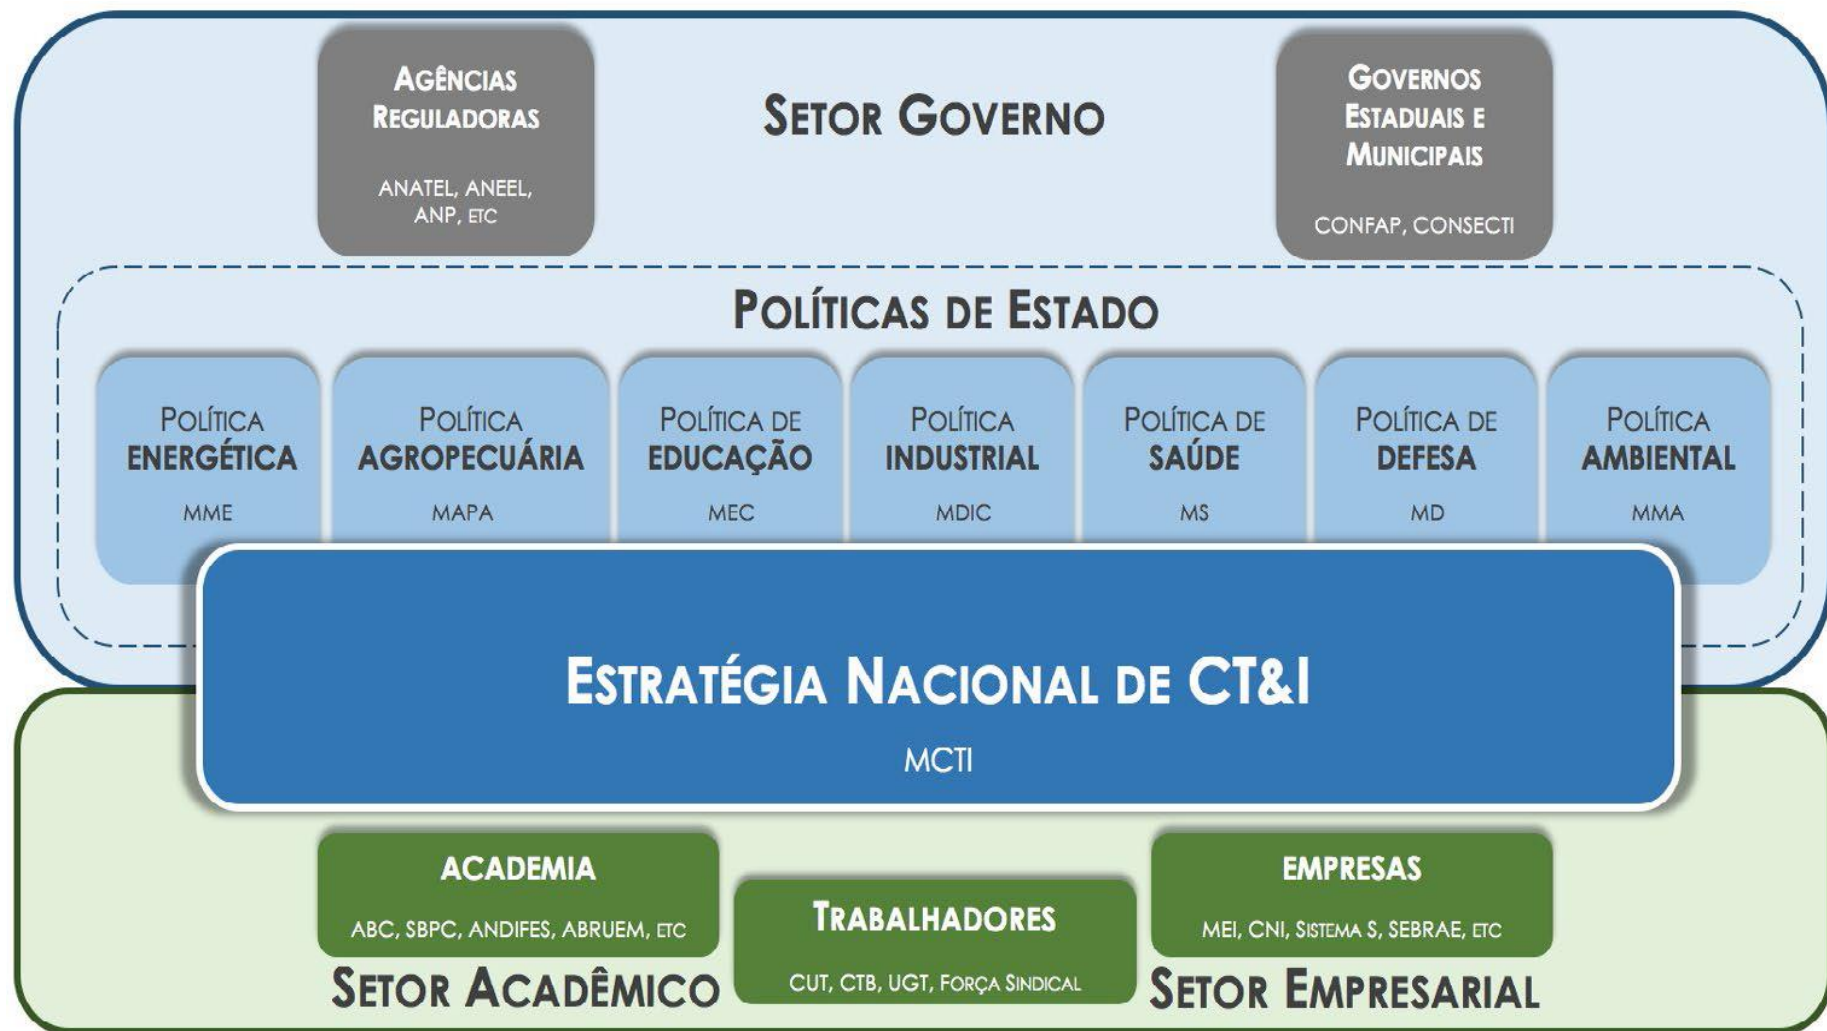 AGÊNCIAS
REGULADORAS
ANATEL, ANEEL,
ANP, ETC
SETOR GOVERNO
GOVERNOS
ESTADUAIS E
MUNICIPAIS
CONFAP, CONSECTI
POLÍTICAS DE ESTADO
POLÍTICA
ENERGÉTICA
MME
POLÍTICA
AGROPECUÁRIA
MAPA
POLÍTICA DE
EDUCAÇÃO
MEC
POLÍTICA
INDUSTRIAL
MDIC
POLÍTICA DE
SAÚDE
MS
POLÍTICA DE
DEFESA
MD
POLÍTICA
AMBIENTAL
MMA
ESTRATÉGIA NACIONAL DE CT&I
MCTI
ACADEMIA
ABC, SBPC, ANDIFES, ABRUEM, ETC
SETOR ACADÊMICO
TRABALHADORES
CUT, CTB, UGT, FORÇA SINDICAL
EMPRESAS
MEI, CNI, SISTEMA S, SEBRAE, ETC
SETOR EMPRESARIAL